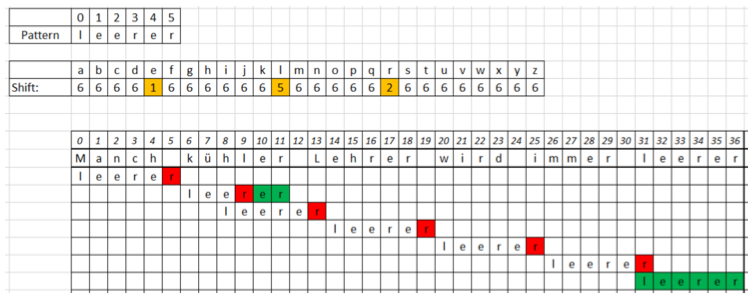 0 1 2 3 4 5
Pattern l e e r e r
a b c d e f g h i j k l m n o p q r s t u v w x y z
Shift: 6 6 6 6 1 6 6 6 6 6 6 5 6 6 6 6 6 2 6 6 6 6 6 6 6 6
0 1 2 3 4 5 6 7 8 9 10 11 12 13 14 15 16 17 18 19 20 21 22 23 24 25 26 27 28 29 30 31 32 33 34 35 36
M a n c h k ü h l e r L e h r e r w i r d i m m e r l e e r e r
l e e r e r
l e e r e r
l e e r e r
l e e r e r
l e e r e r
l e e r e r
l e e r e r